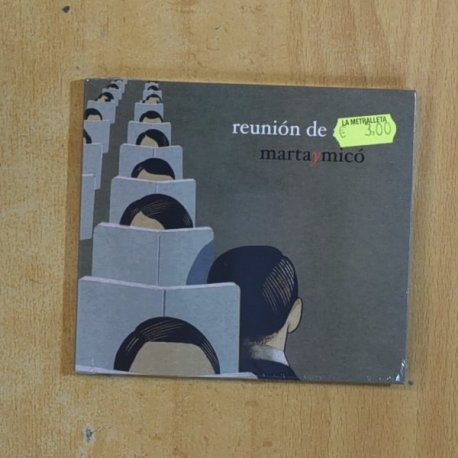 reunión de
LA METRALLETA
€ 3,00
martaymicó